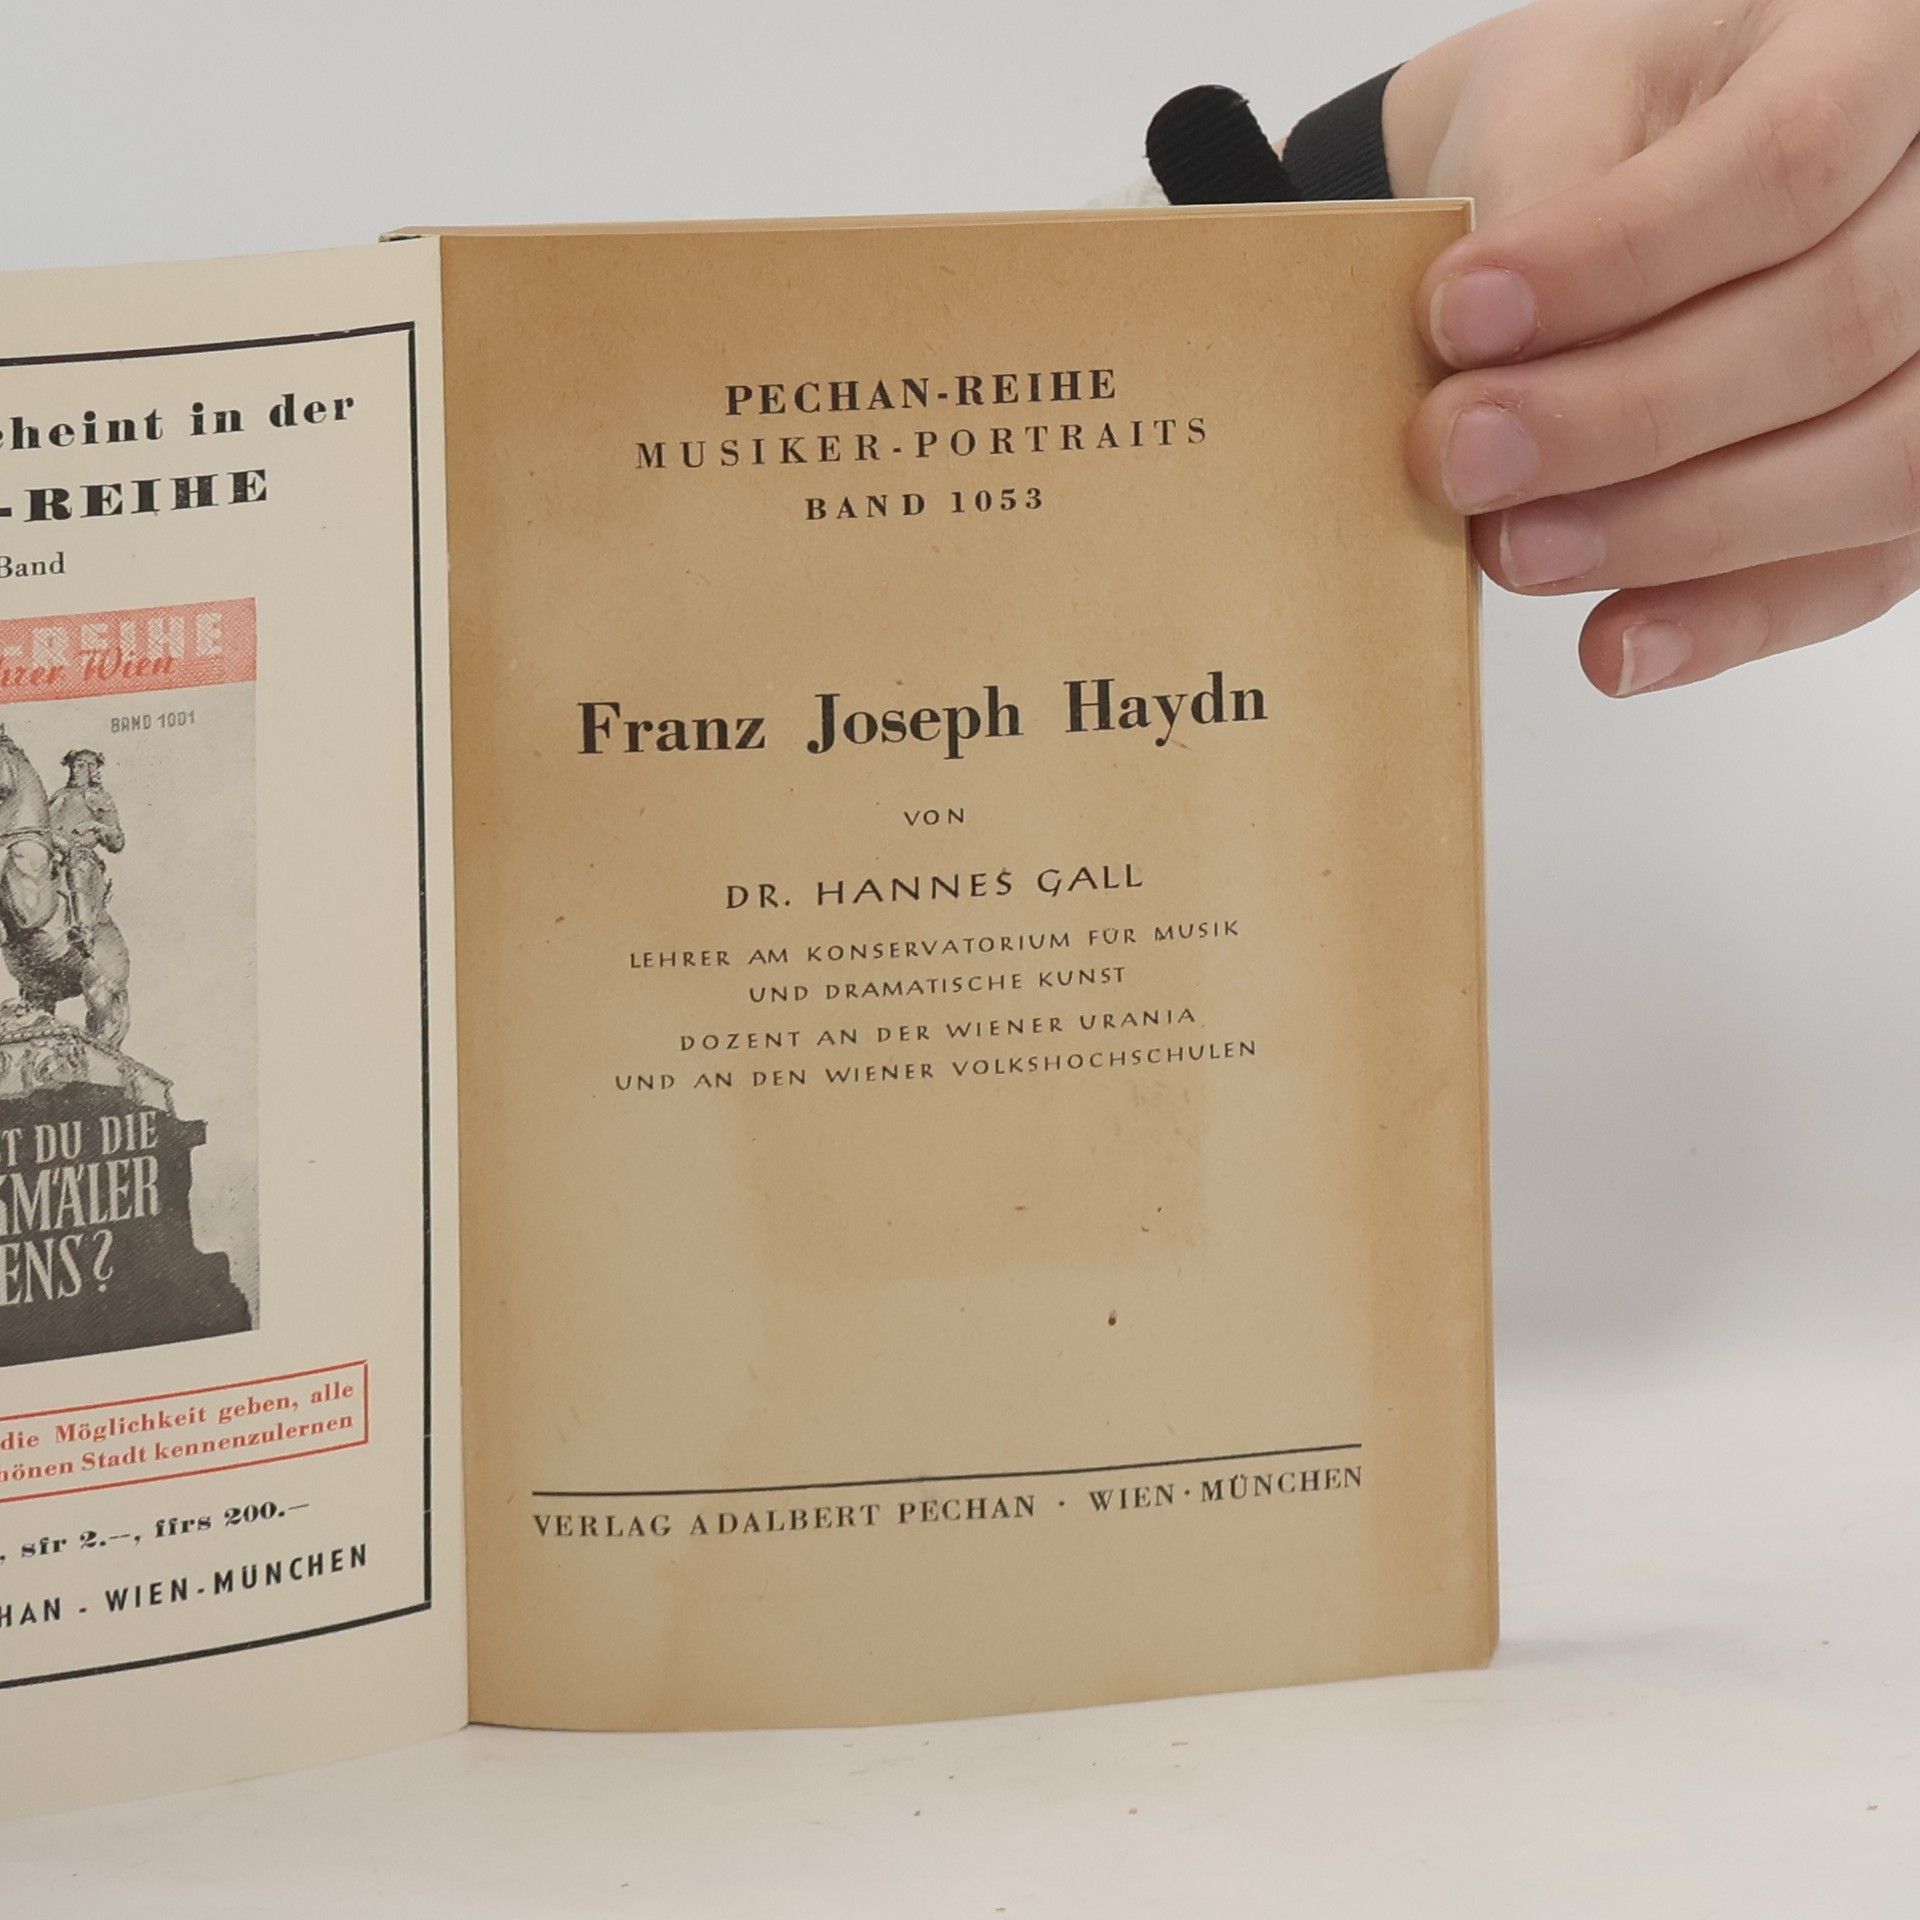 in der
-REIHE
Band
-REIHE
Wien
BAND 1001
DU DIE
ENS?
die Möglichkeit geben, alle
Stadt kennenzulernen
, sfr 2.--, ffrs 200.—
HAN - WIEN-MÜNCHEN
PECHAN-REIHE
MUSIKER-PORTRAITS
BAND 1053
Franz Joseph Haydn
VON
DR. HANNES GALL
LEHRER AM KONSERVATORIUM FÜR MUSIK
UND DRAMATISCHE KUNST
DOZENT AN DER WIENER URANIA
UND AN DEN WIENER VOLKSHOCHSCHULEN
VERLAG ADALBERT PECHAN · WIEN · MÜNCHEN